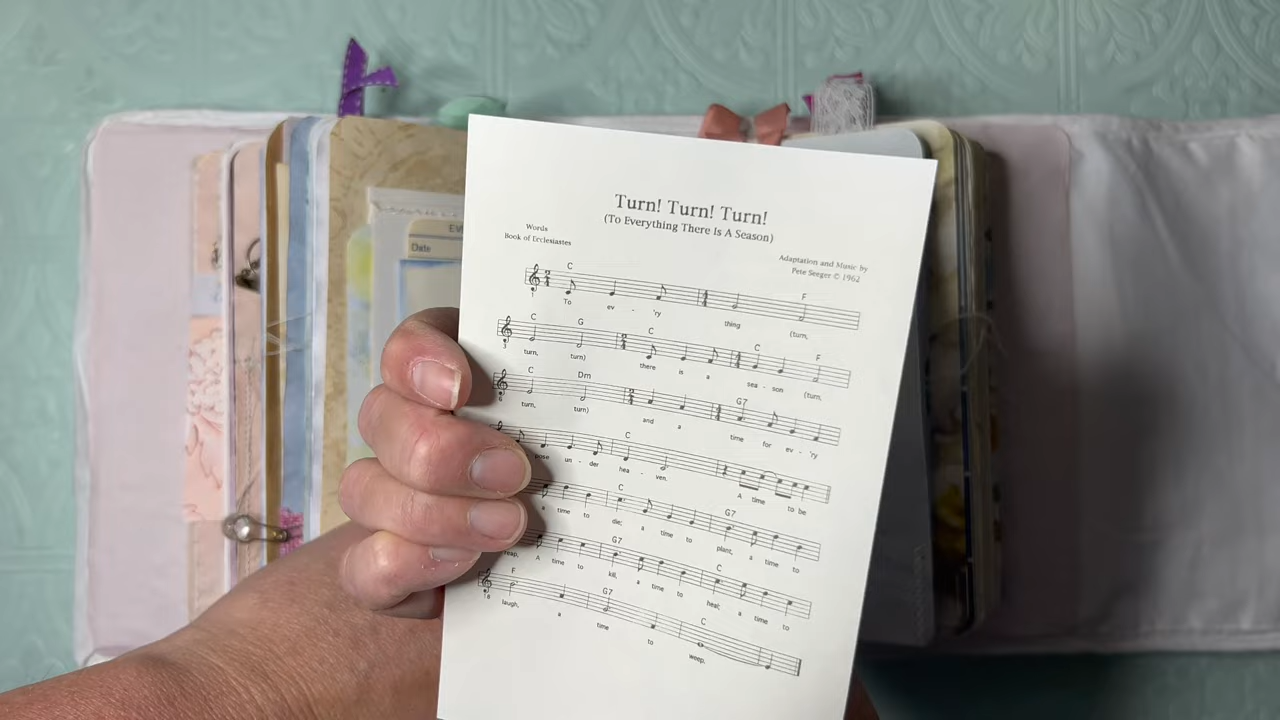 Turn! Turn! Turn!
(To Everything There Is A Season)
Words
Book of Ecclesiastes
Adaptation and Music by
Pete Seeger © 1962
C F
To ev - 'ry thing (turn,
C G C C F
turn, turn) there is a sea - son (turn,
C Dm G7
turn, turn) and a time for ev - 'ry
C
pose un - der hea - ven. A time to be
C G7
a time to die; a time to plant, a time to
G7 C
reap, A time to kill, a time to heal; a time to
F G7 C
laugh, a time to weep,
Date